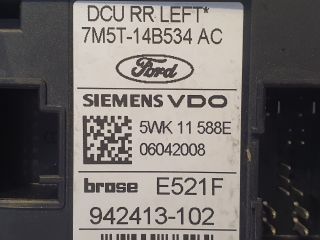 DCU RR LEFT*
7M5T-14B534 AC
Ford
SIEMENS VDO
5WK 11 588E
06042008
brose E521F
942413-102